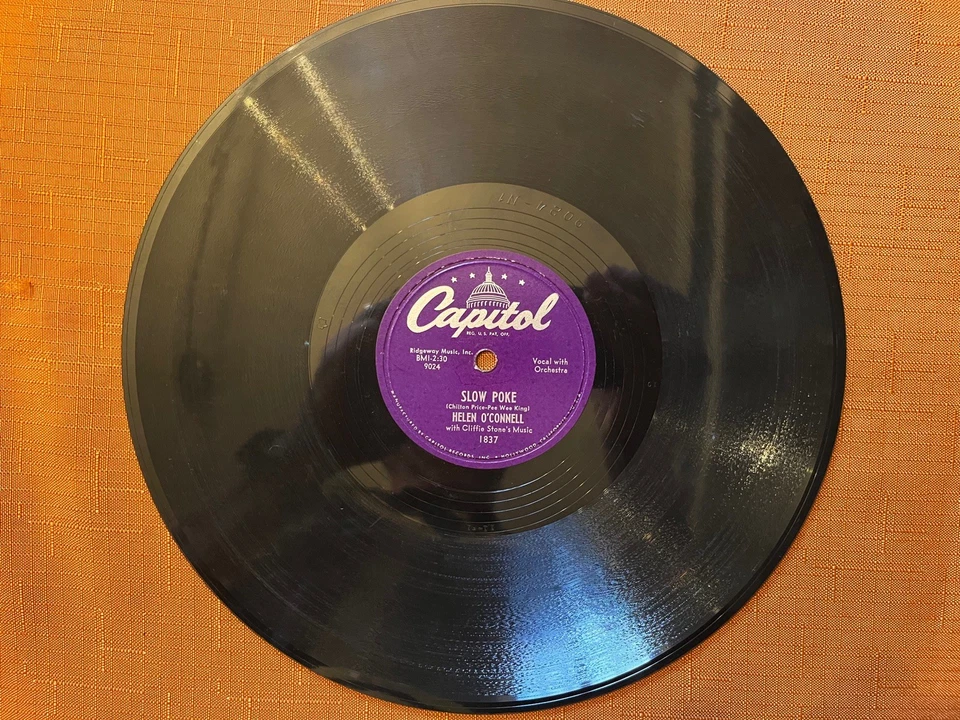 Capitol
REG. U.S. PAT. OFF.
Ridgeway Music, Inc.
BMI-2:30
9024
Vocal with
Orchestra
SLOW POKE
(Chilton Price-Pee Wee King)
HELEN O'CONNELL
with Cliffie Stone's Music
1837
MANUFACTURED BY CAPITOL RECORDS, INC. • HOLLYWOOD, CALIFORNIA, U.S.A.